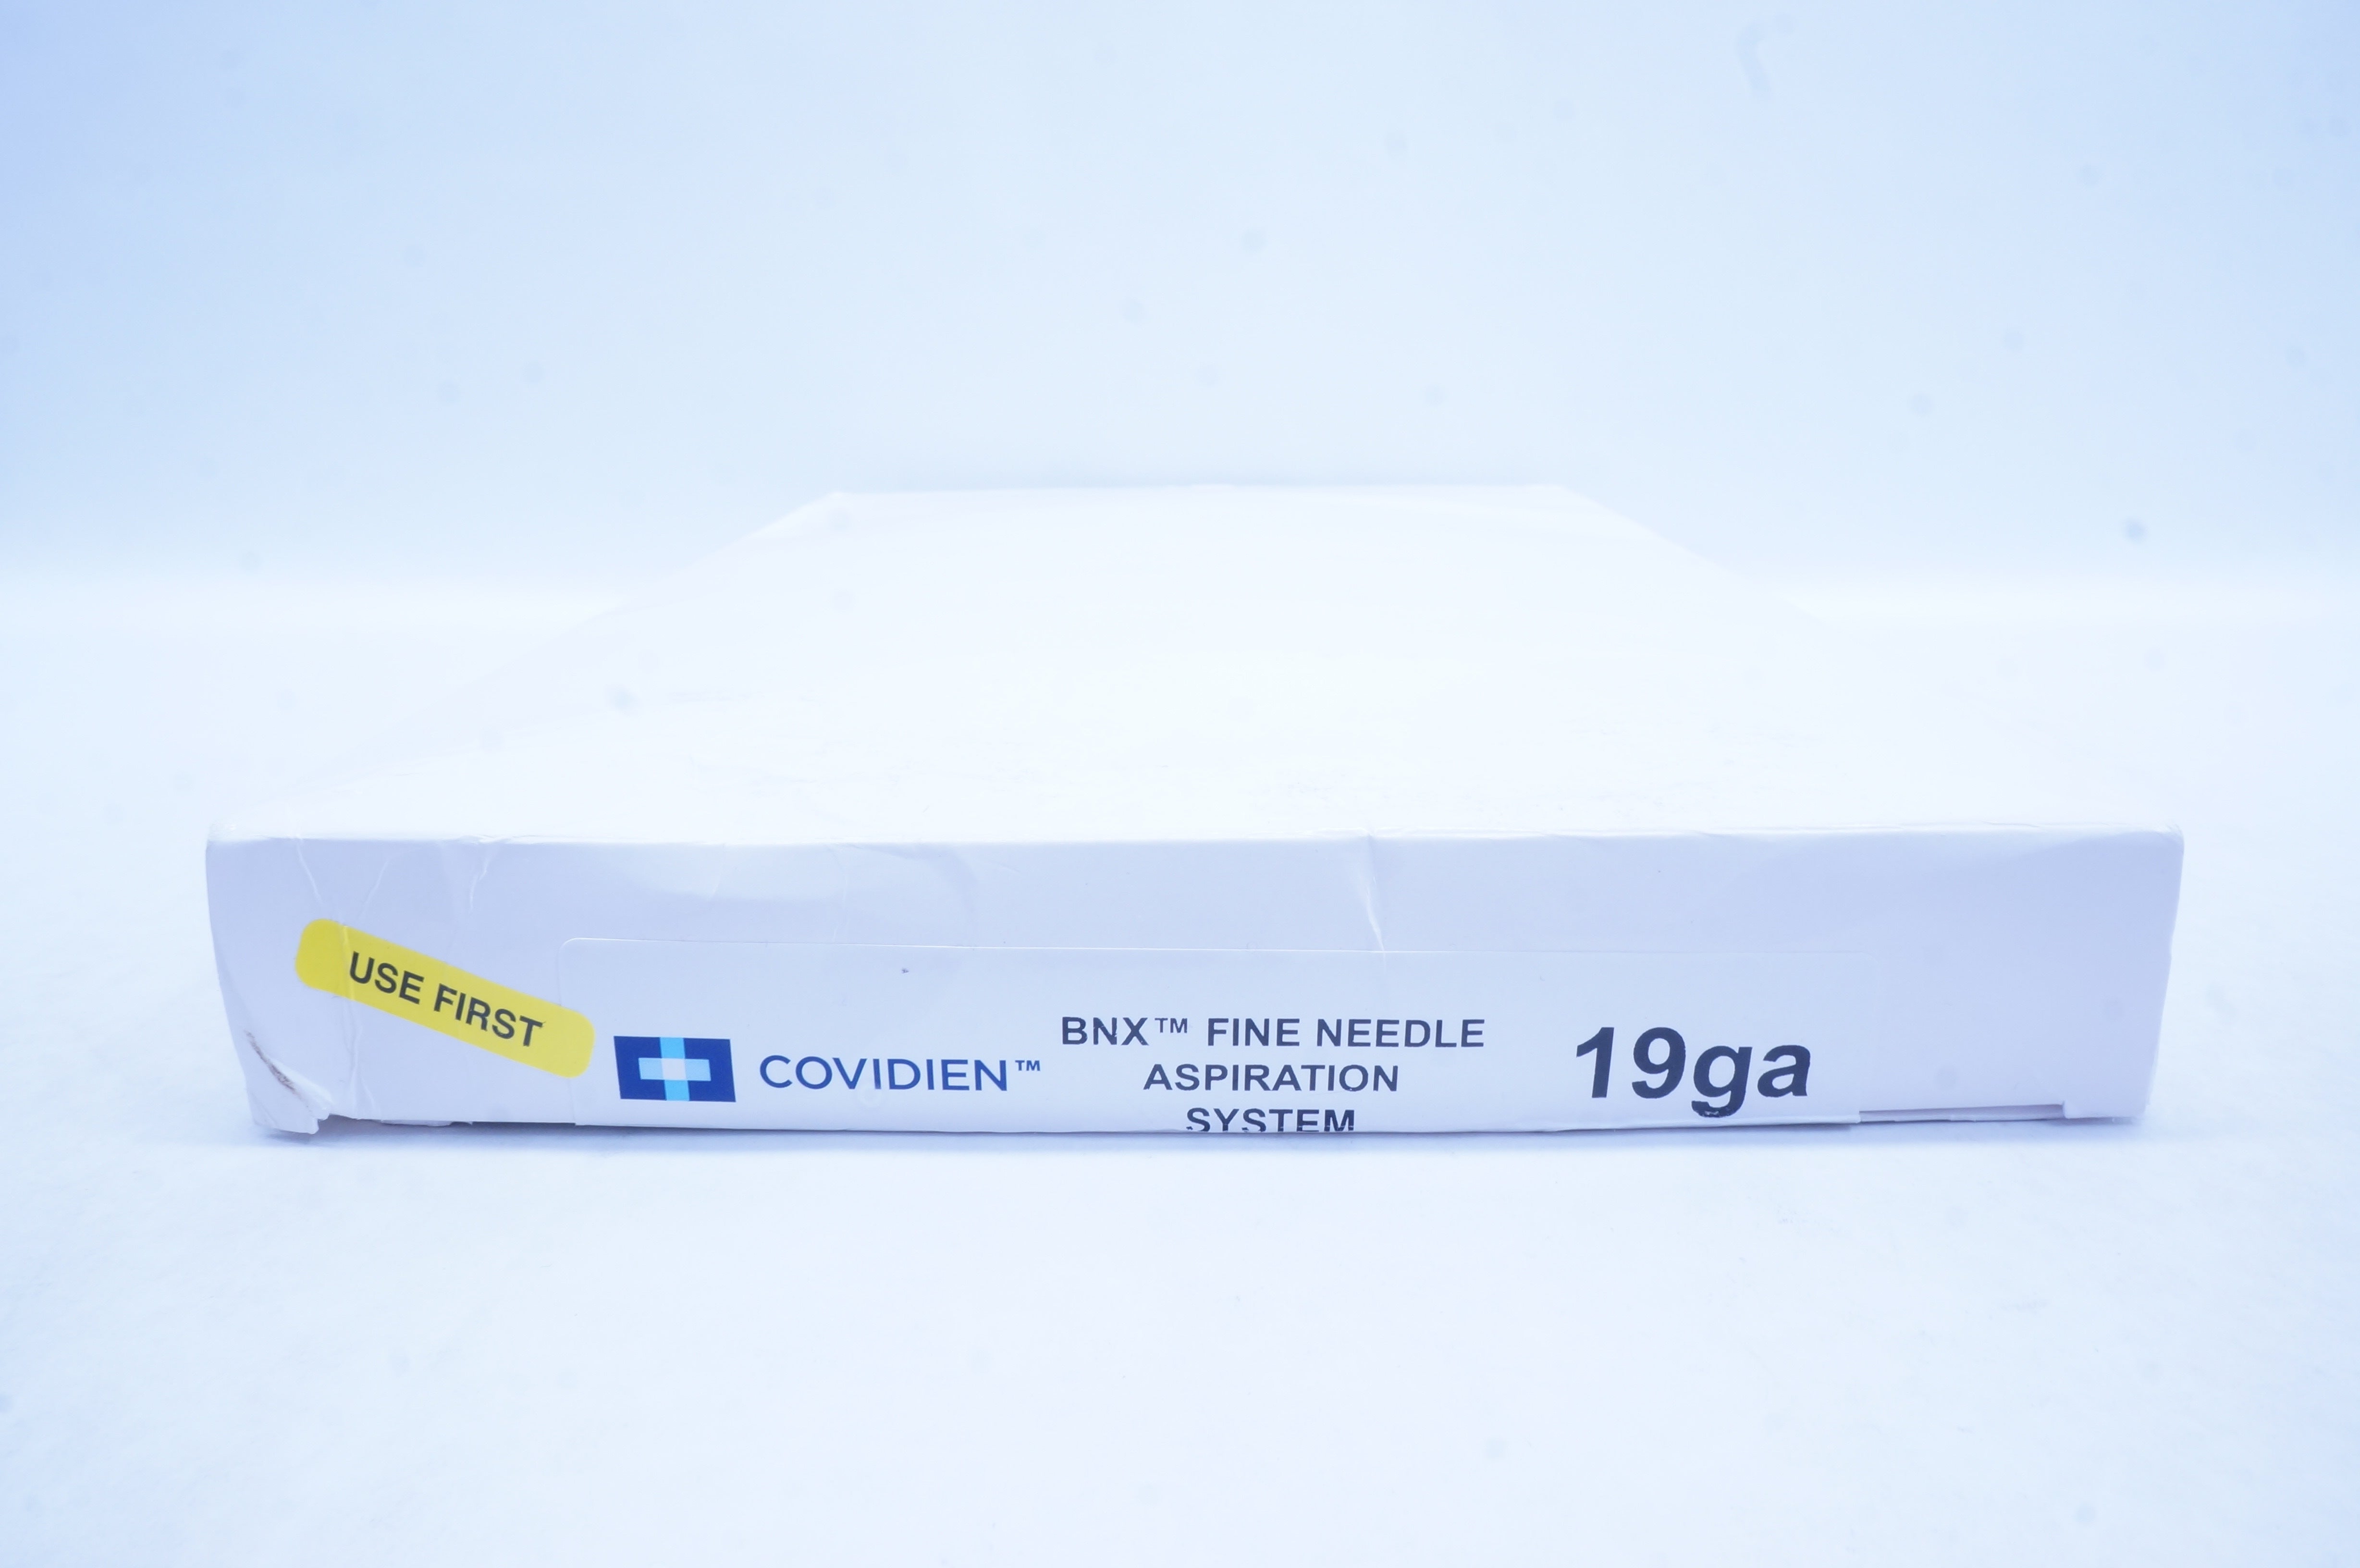 USE FIRST
COVIDIEN™
BNX™ FINE NEEDLE
ASPIRATION
SYSTEM
19ga